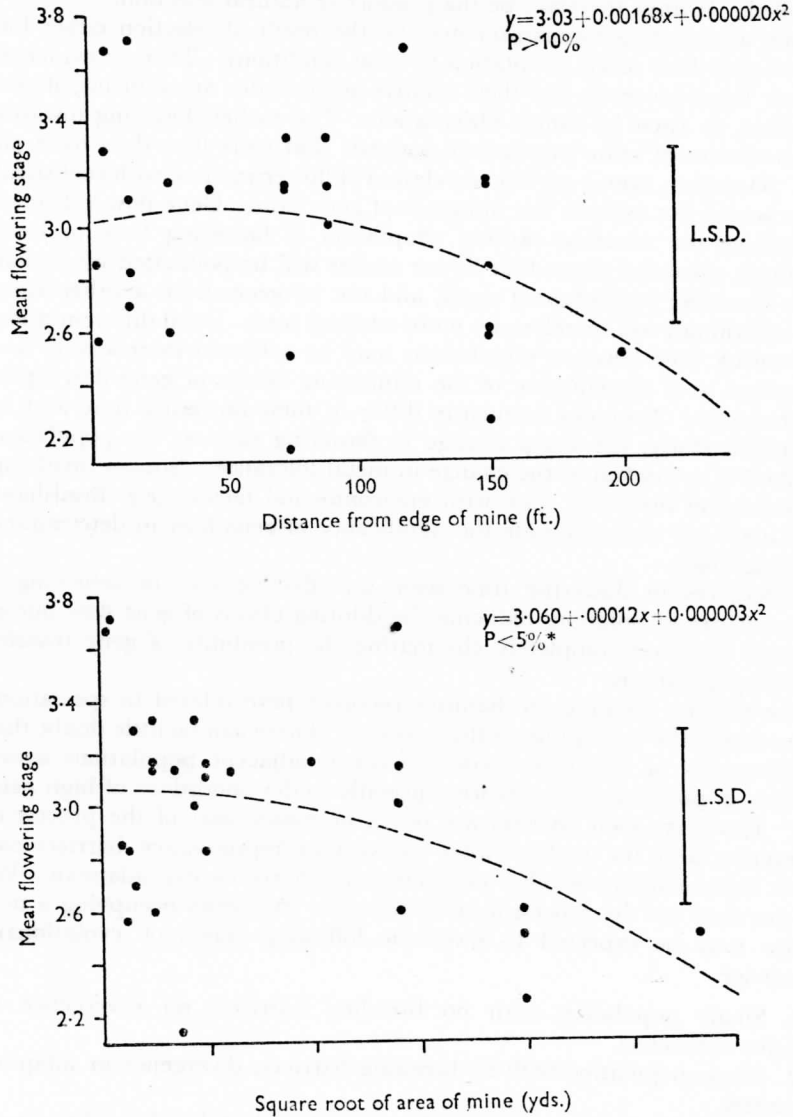 y=3·03+0·00168x+0·000020x²
P>10%
3·8
3·4
3·0
2·6
2·2
Mean flowering stage
L.S.D.
50
100
150
200
Distance from edge of mine (ft.)
y=3·060+·00012x+0·000003x²
P<5%*
3·8
3·4
3·0
2·6
2·2
Mean flowering stage
L.S.D.
Square root of area of mine (yds.)